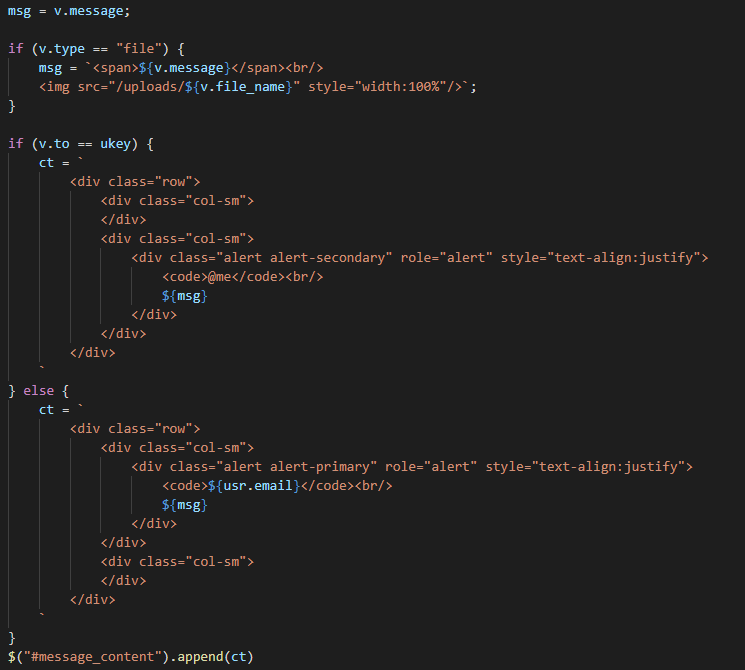 msg = v.message;
if (v.type == "file") {
msg = `<span>${v.message}</span><br/>
<img src="/uploads/${v.file_name}" style="width:100%"/>`;
}
if (v.to == ukey) {
ct = `
<div class="row">
<div class="col-sm">
</div>
<div class="col-sm">
<div class="alert alert-secondary" role="alert" style="text-align:justify">
<code>@me</code><br/>
${msg}
</div>
</div>
</div>
`
} else {
ct = `
<div class="row">
<div class="col-sm">
<div class="alert alert-primary" role="alert" style="text-align:justify">
<code>${usr.email}</code><br/>
${msg}
</div>
</div>
<div class="col-sm">
</div>
</div>
`
}
$("#message_content").append(ct)